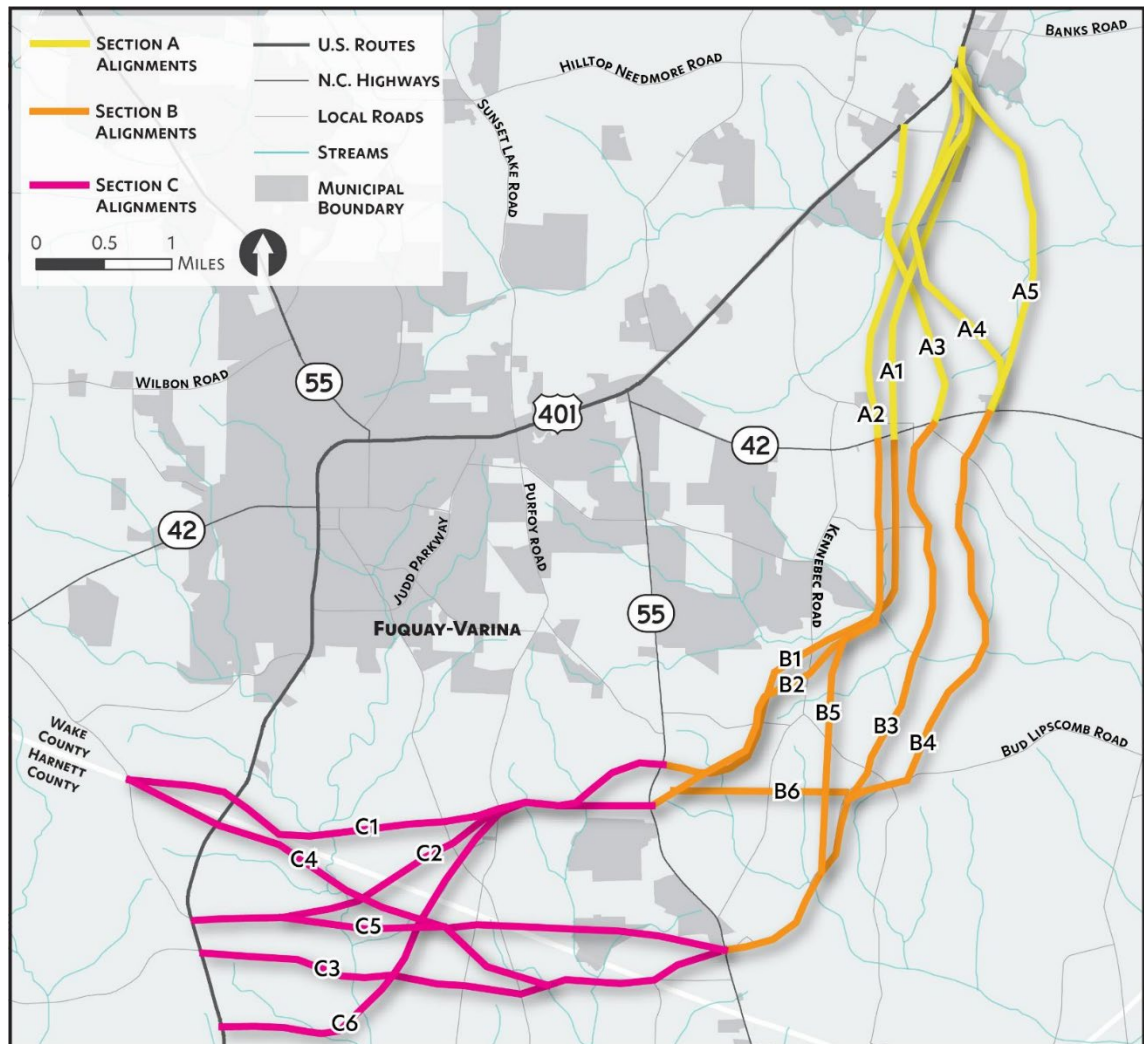 SECTION A
ALIGNMENTS
SECTION B
ALIGNMENTS
SECTION C
ALIGNMENTS
0 0.5 1
MILES
U.S. ROUTES
N.C. HIGHWAYS
LOCAL ROADS
STREAMS
MUNICIPAL
BOUNDARY
BANKS ROAD
HILLTOP NEEDMORE ROAD
SUNSET LAKE ROAD
A5
A4
A3
A1
A2
WILBON ROAD
55
401
42
42
PURFOY ROAD
JUDD PARKWAY
KENNEBEC ROAD
55
FUQUAY-VARINA
B1
B2
B5
B3
B4
BUD LIPSCOMB ROAD
WAKE
COUNTY
HARNETT
COUNTY
B6
C1
C2
C4
C5
C3
C6